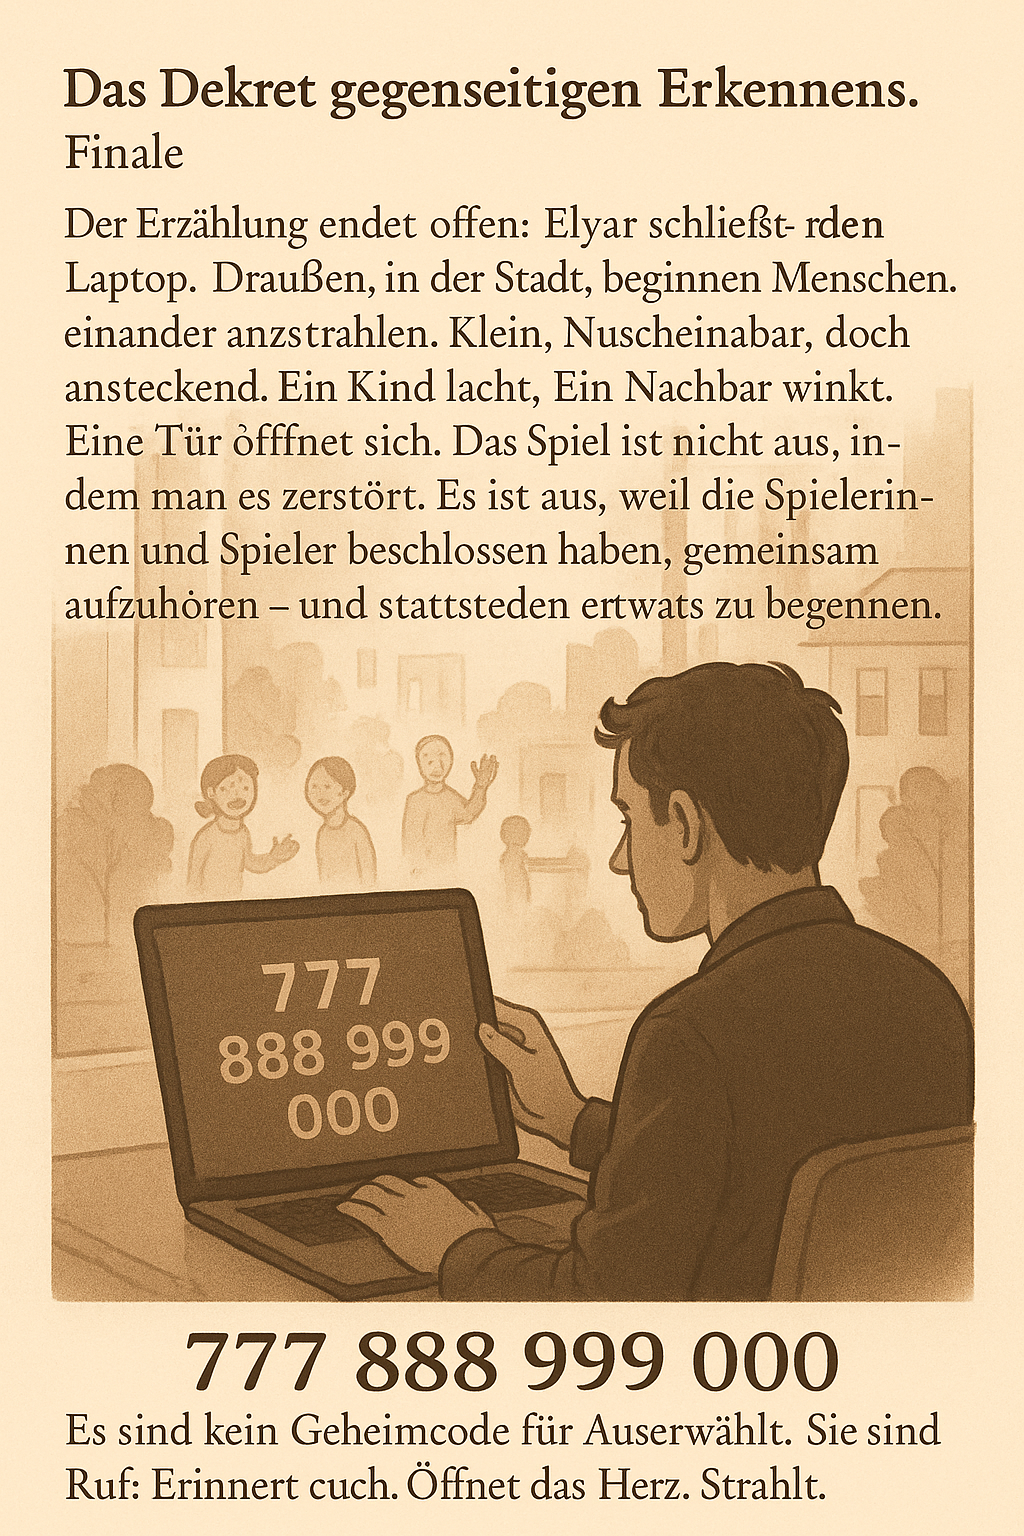 Das Dekret gegenseitigen Erkennens.
Finale
Der Erzählung endet offen: Elyar schließt- rden
Laptop. Draußen, in der Stadt, beginnen Menschen.
einander anzstrahlen. Klein, Nuscheinabar, doch
ansteckend. Ein Kind lacht, Ein Nachbar winkt.
Eine Tür òfffnet sich. Das Spiel ist nicht aus, in-
dem man es zerstört. Es ist aus, weil die Spielerin-
nen und Spieler beschlossen haben, gemeinsam
aufzuhȯren – und stattsteden ertwats zu begennen.
777
888 999
000
777 888 999 000
Es sind kein Geheimcode für Auserwählt. Sie sind
Ruf: Erinnert cuch. Öffnet das Herz. Strahlt.